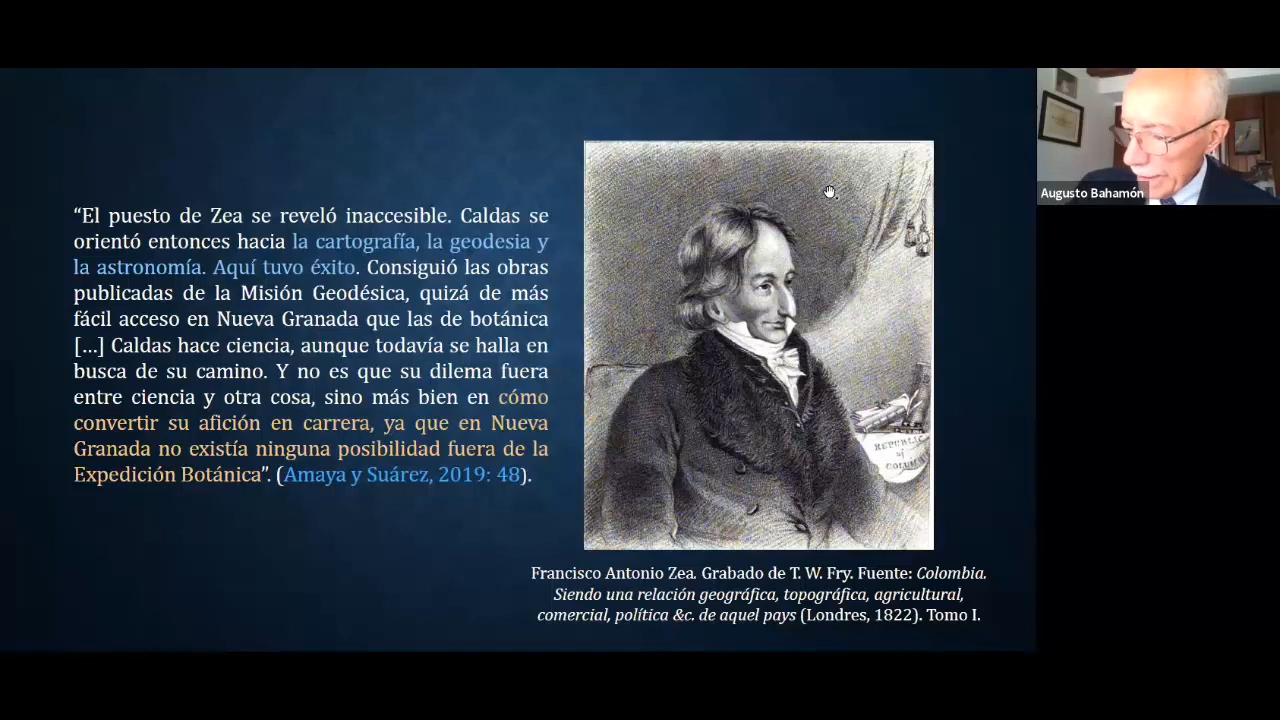 “El puesto de Zea se reveló inaccesible. Caldas se
orientó entonces hacia la cartografía, la geodesia y
la astronomía. Aquí tuvo éxito. Consiguió las obras
publicadas de la Misión Geodésica, quizá de más
fácil acceso en Nueva Granada que las de botánica
[…] Caldas hace ciencia, aunque todavía se halla en
busca de su camino. Y no es que su dilema fuera
entre ciencia y otra cosa, sino más bien en cómo
convertir su afición en carrera, ya que en Nueva
Granada no existía ninguna posibilidad fuera de la
Expedición Botánica”. (Amaya y Suárez, 2019: 48).
REPUBLIC
of
Francisco Antonio Zea. Grabado de T. W. Fry. Fuente: Colombia.
Siendo una relación geográfica, topográfica, agricultural,
comercial, política &c. de aquel pays (Londres, 1822). Tomo I.
Augusto Bahamón